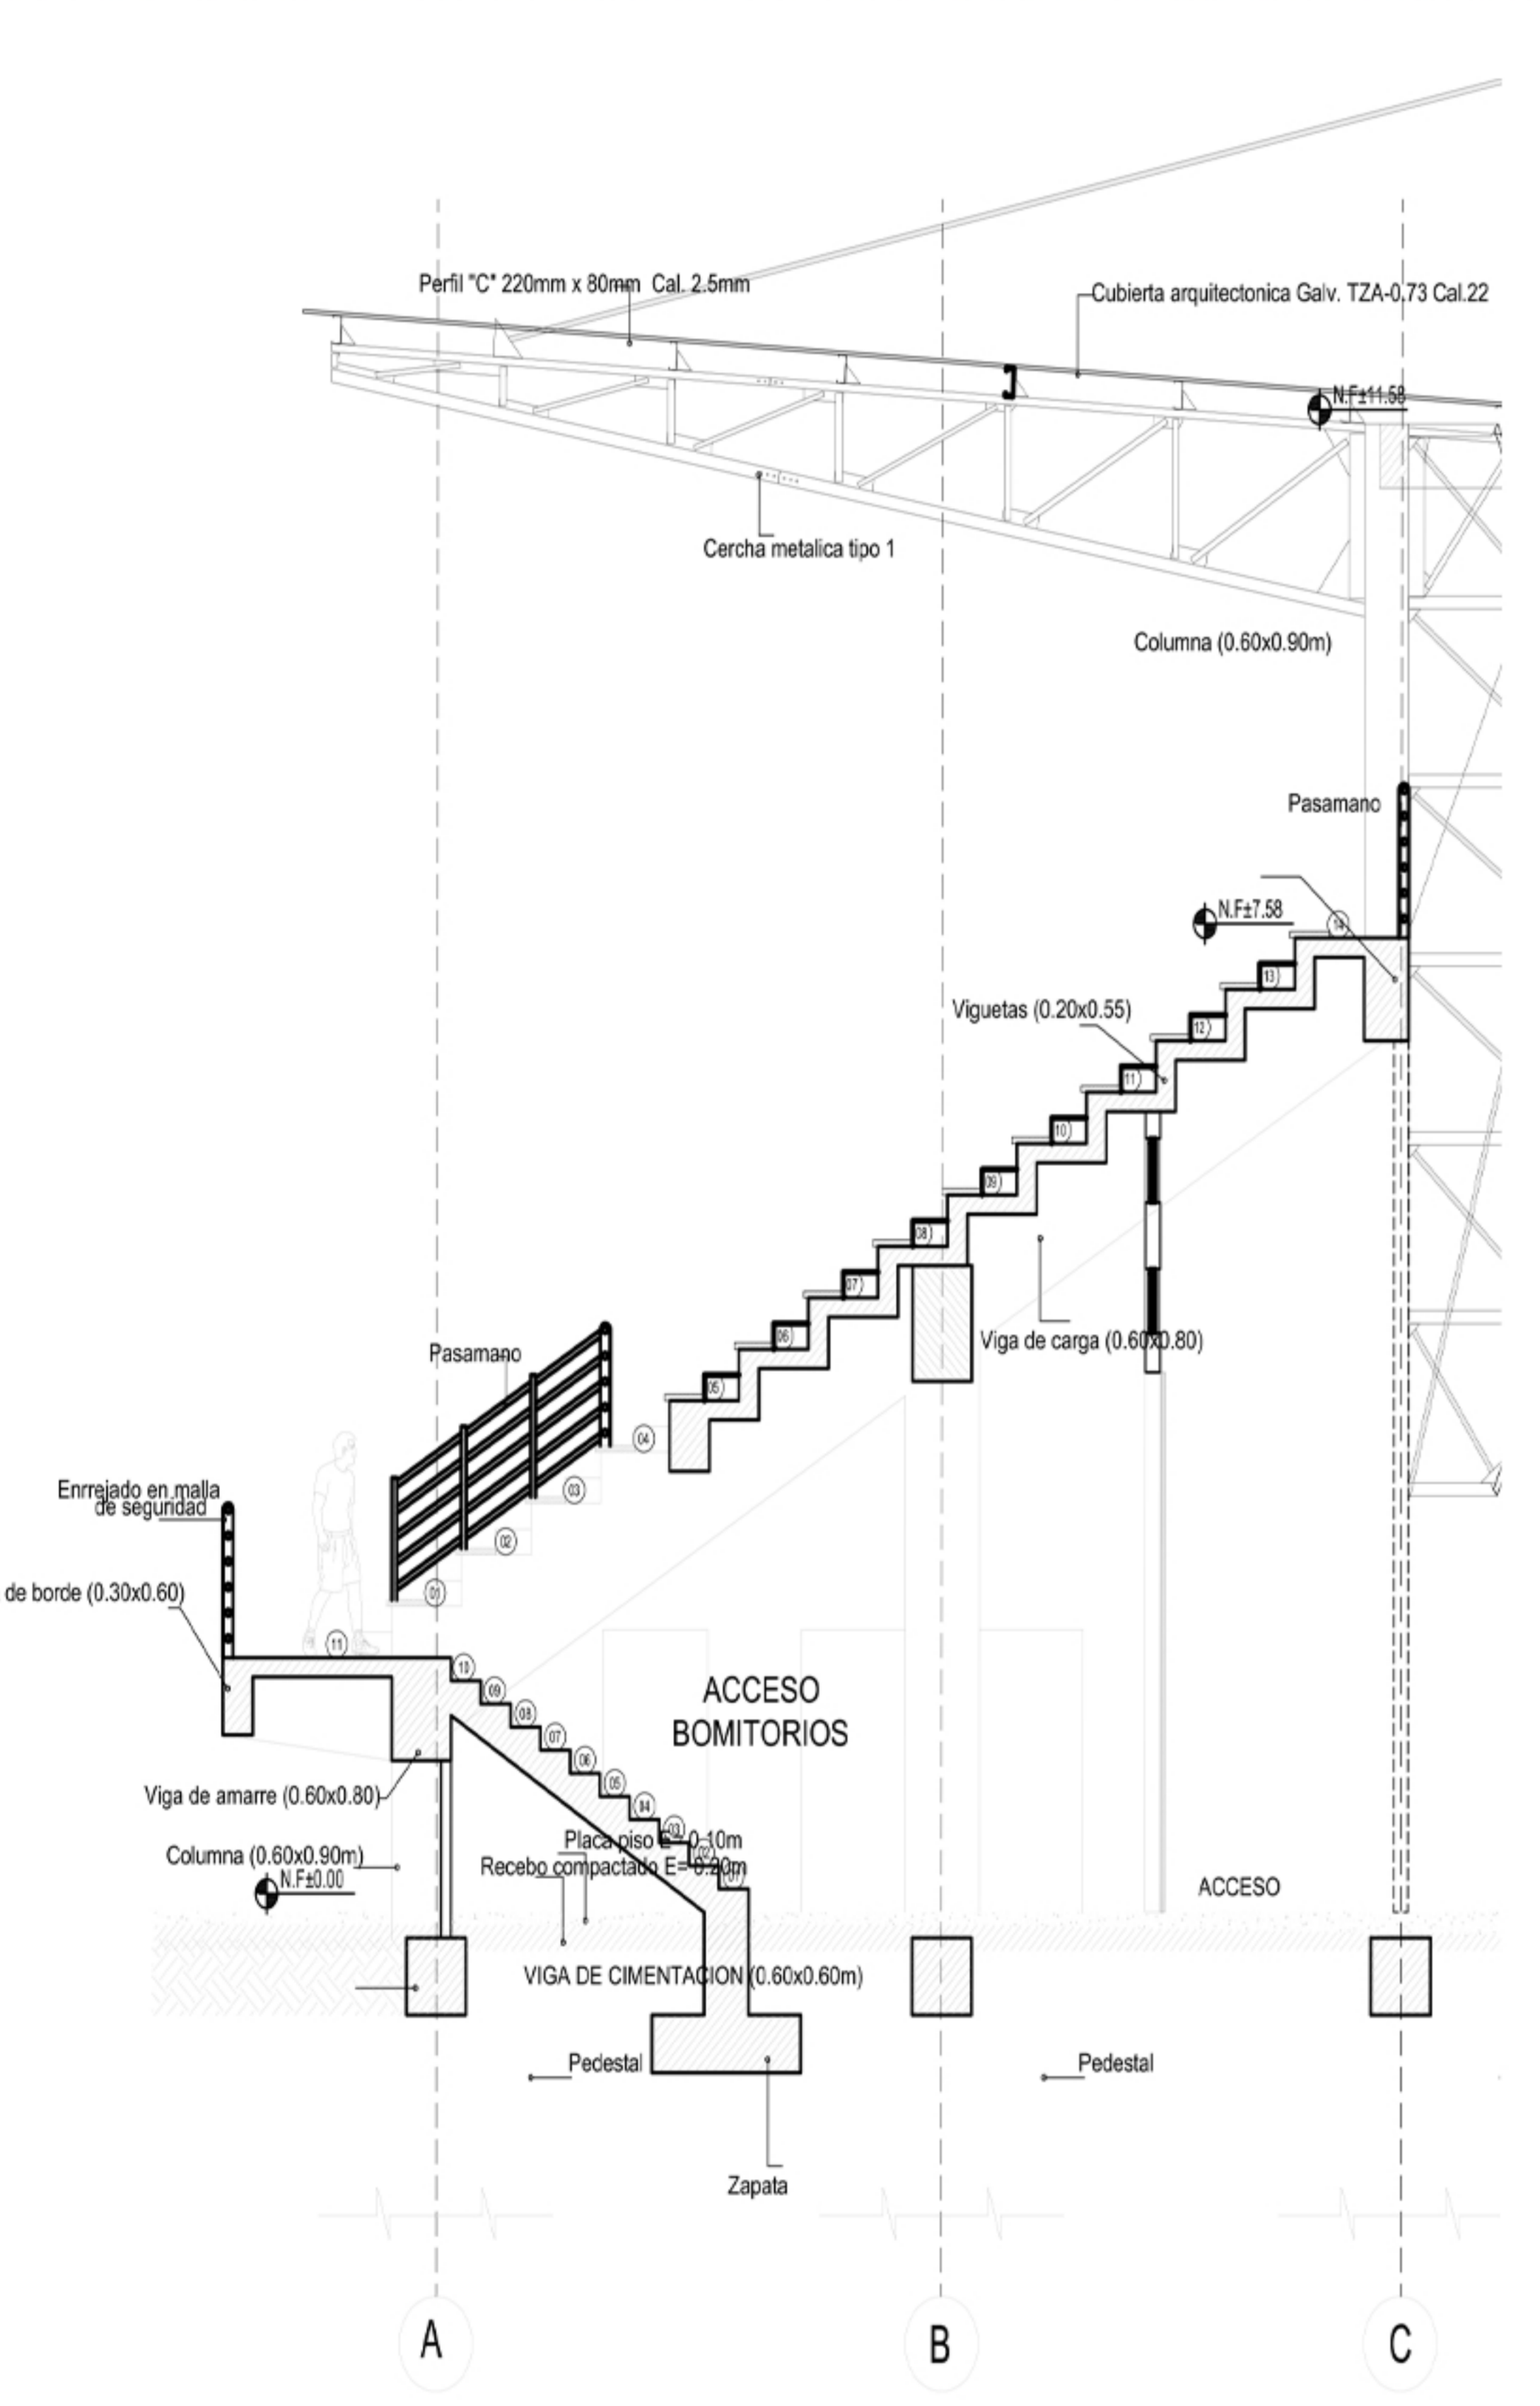 Perfil "C" 220mm x 80mm Cal. 2.5mm
Cubierta arquitectonica Galv. TZA-0.73 Cal.22
N.F±11.58
Cercha metalica tipo 1
Columna (0.60x0.90m)
Pasamano
N.F±7.58
14
13
Viguetas (0.20x0.55)
12
11
10
09
08
07
06
05
Viga de carga (0.60x0.80)
Pasamano
04
03
02
01
Enrrejado en malla
de seguridad
de borde (0.30x0.60)
11
10
09
08
07
06
05
04
03
02
01
ACCESO
BOMITORIOS
Viga de amarre (0.60x0.80)
Columna (0.60x0.90m)
N.F±0.00
Placa piso E= 0.10m
Recebo compactado E= 0.20m
ACCESO
VIGA DE CIMENTACION (0.60x0.60m)
Pedestal
Pedestal
Zapata
A
B
C